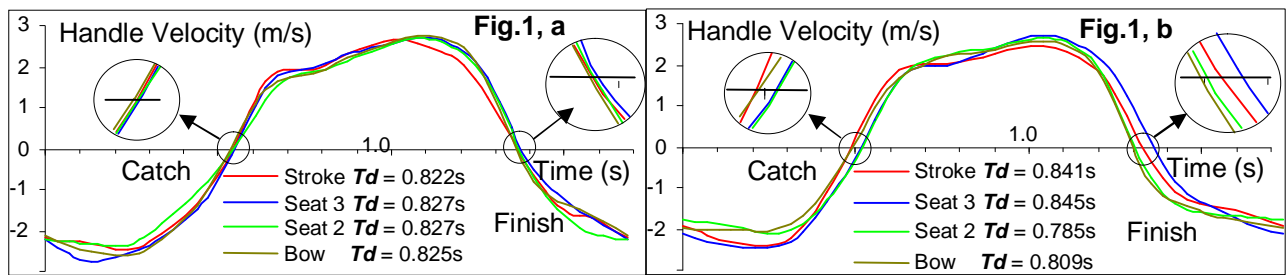 Handle Velocity (m/s)
Fig.1, a
3
2
1
0
-1
-2
1.0
Catch
Time (s)
Finish
Stroke Td = 0.822s
Seat 3 Td = 0.827s
Seat 2 Td = 0.827s
Bow Td = 0.825s
Handle Velocity (m/s)
Fig.1, b
3
2
1
0
-1
-2
-3
1.0
Catch
Time (s)
Finish
Stroke Td = 0.841s
Seat 3 Td = 0.845s
Seat 2 Td = 0.785s
Bow Td = 0.809s